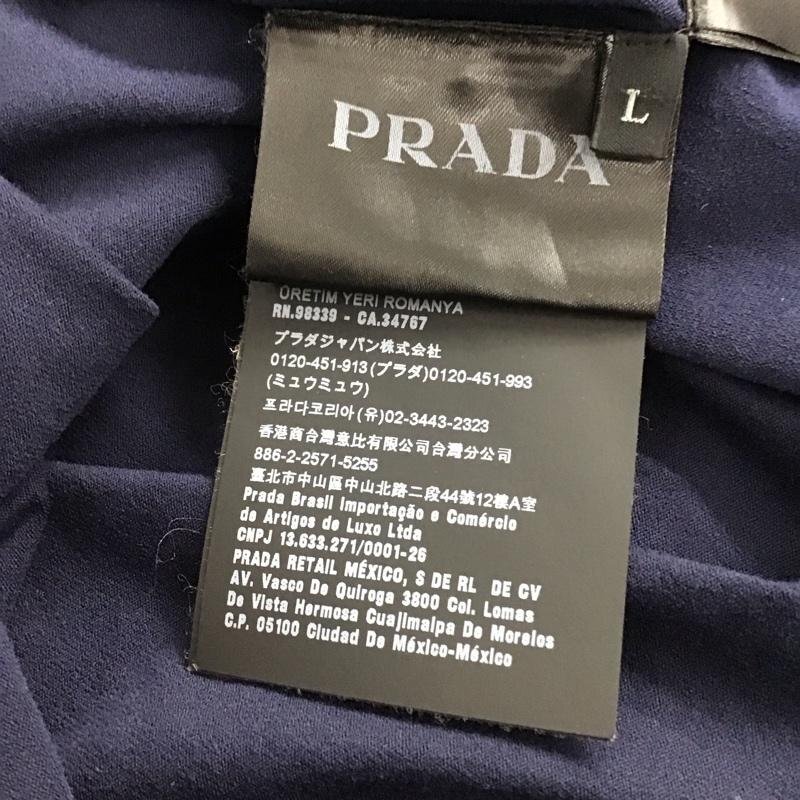 PRADA
L
ÜRETİM YERİ ROMANYA
RN.98339 - CA.34767
プラダジャパン株式会社
0120-451-913(プラダ)0120-451-993
(ミュウミュウ)
프라다코리아(유)02-3443-2323
香港商台灣意比有限公司台灣分公司
886-2-2571-5255
臺北市中山區中山北路二段44號12樓A室
Prada Brasil Importação e Comércio
de Artigos de Luxo Ltda
CNPJ 13.633.271/0001-26
PRADA RETAIL MÉXICO, S DE RL DE CV
AV. Vasco De Quiroga 3800 Col. Lomas
De Vista Hermosa Cuajimalpa De Morelos
C.P. 05100 Ciudad De México-México